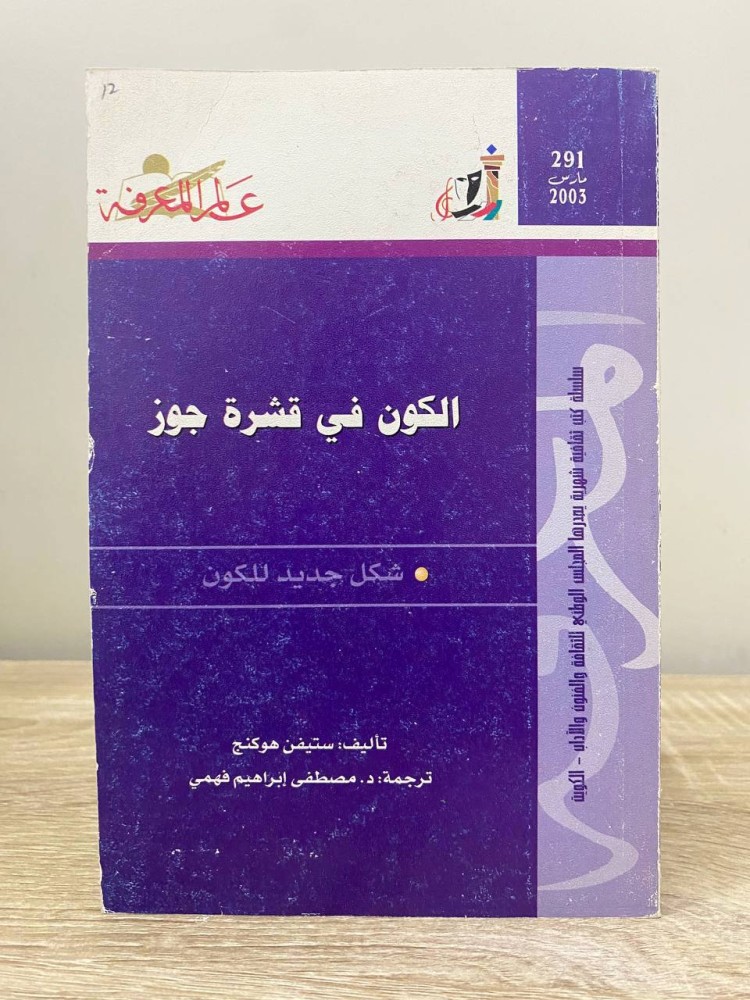 12
291
مارس
2003
عالم المعرفة
الكون في قشرة جوز
شكل جديد للكون
تأليف: ستيفن هوكنج
ترجمة: د. مصطفى إبراهيم فهمي
سلسلة كتب ثقافية شهرية يصدرها المجلس الوطني للثقافة والفنون والآداب - الكويت